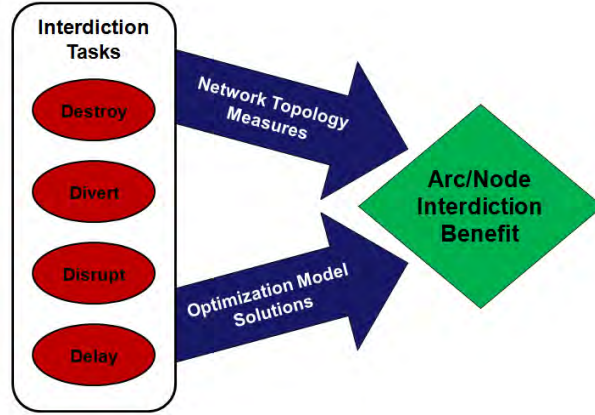 Interdiction
Tasks
Destroy
Divert
Disrupt
Delay
Network Topology
Measures
Optimization Model
Solutions
Arc/Node
Interdiction
Benefit